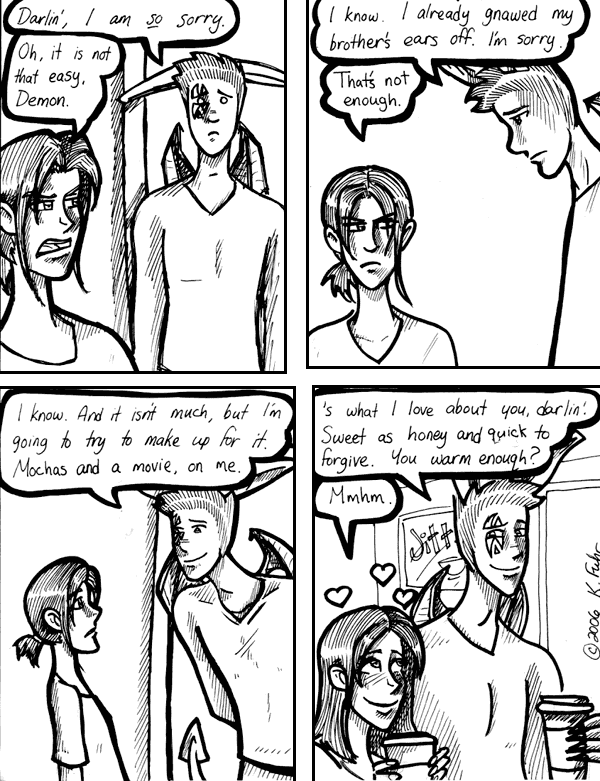 Darlin', I am so sorry.
Oh, it is not
that easy,
Demon.
I know. I already gnawed my
brother's ears off. I'm sorry.
That's not
enough.
I know. And it isn't much, but I'm
going to try to make up for it.
Mochas and a movie, on me.
's what I love about you, darlin'.
Sweet as honey and quick to
forgive. You warm enough?
Mmhm.
Jitt
©2006 K. Fuhr